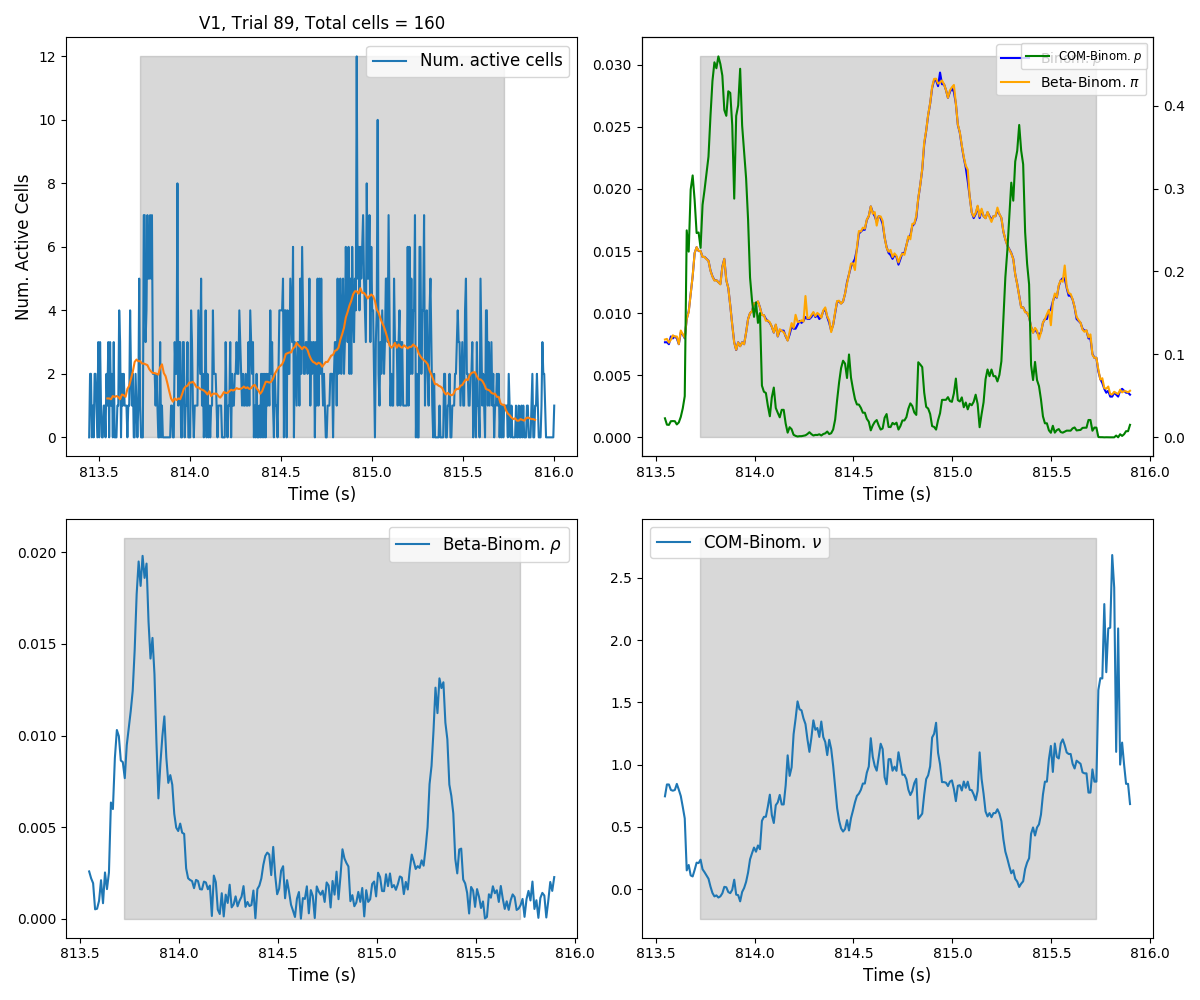 V1, Trial 89, Total cells = 160
Num. active cells
Num. Active Cells
12
10
8
6
4
2
0
813.5 814.0 814.5 815.0 815.5 816.0
Time (s)
COM-Binom. p
Beta-Binom. π
0.030
0.025
0.020
0.015
0.010
0.005
0.000
0.4
0.3
0.2
0.1
0.0
813.5 814.0 814.5 815.0 815.5 816.0
Time (s)
Beta-Binom. ρ
0.020
0.015
0.010
0.005
0.000
813.5 814.0 814.5 815.0 815.5 816.0
Time (s)
COM-Binom. ν
2.5
2.0
1.5
1.0
0.5
0.0
813.5 814.0 814.5 815.0 815.5 816.0
Time (s)